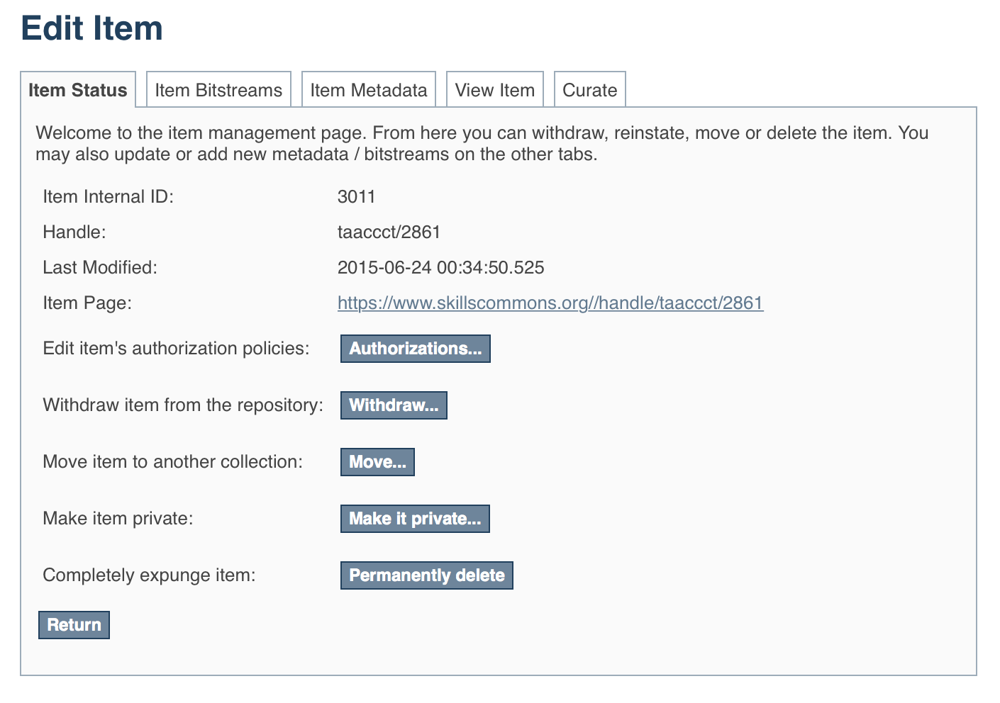 Edit Item
Item Status
Item Bitstreams
Item Metadata
View Item
Curate
Welcome to the item management page. From here you can withdraw, reinstate, move or delete the item. You
may also update or add new metadata / bitstreams on the other tabs.
Item Internal ID: 3011
Handle: taaccct/2861
Last Modified: 2015-06-24 00:34:50.525
Item Page: https://www.skillscommons.org//handle/taaccct/2861
Edit item's authorization policies: Authorizations...
Withdraw item from the repository: Withdraw...
Move item to another collection: Move...
Make item private: Make it private...
Completely expunge item: Permanently delete
Return